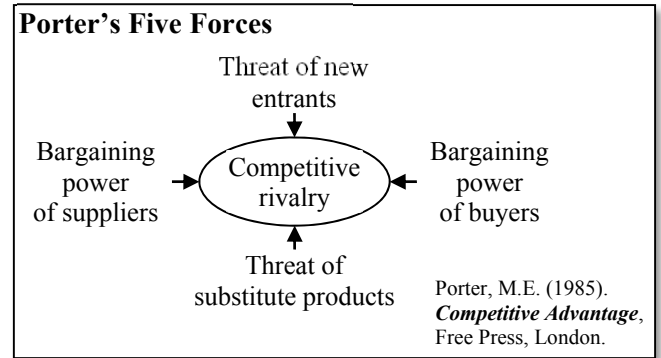 Porter’s Five Forces
Threat of new
entrants
Bargaining
power
of suppliers
Competitive
rivalry
Bargaining
power
of buyers
Threat of
substitute products
Porter, M.E. (1985).
Competitive Advantage,
Free Press, London.